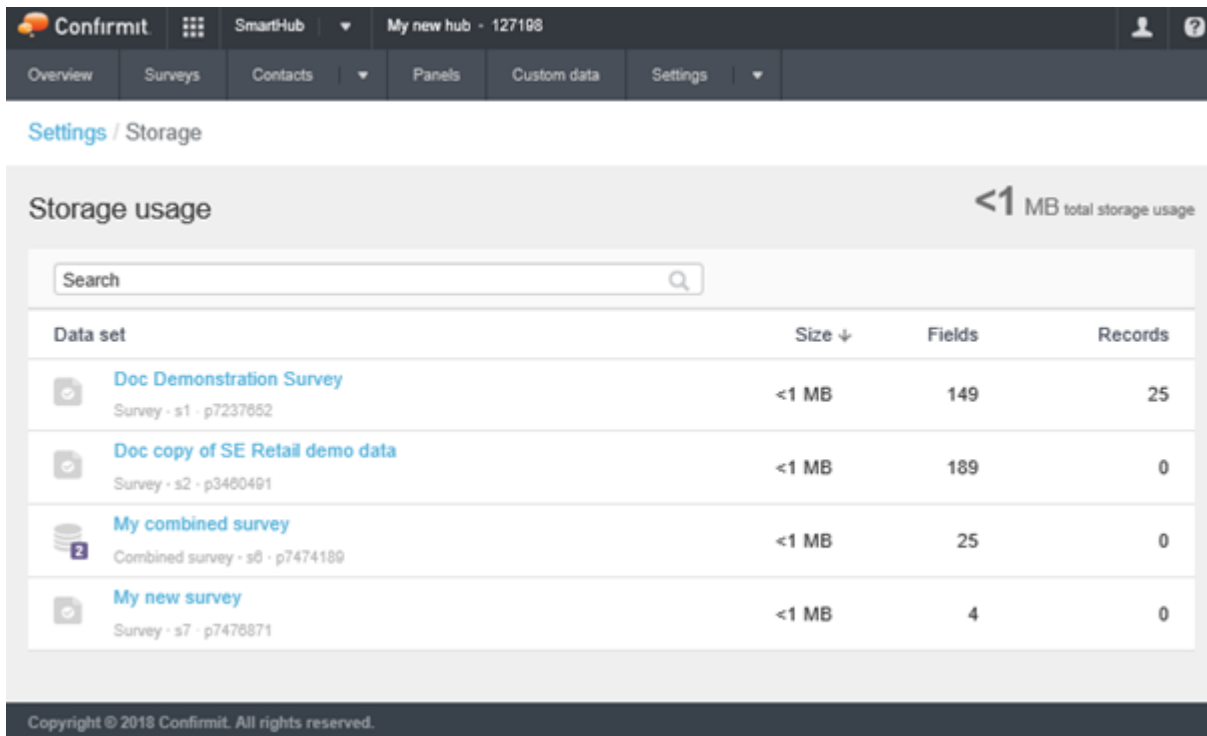 Confirmit. SmartHub My new hub - 127198
Overview Surveys Contacts Panels Custom data Settings
Settings / Storage
Storage usage <1 MB total storage usage
Search
Data set Size ↓ Fields Records
Doc Demonstration Survey
<1 MB 149 25
Survey - s1 - p7237652
Doc copy of SE Retail demo data
<1 MB 189 0
Survey - s2 - p3460491
My combined survey
<1 MB 25 0
2
Combined survey - s6 - p7474189
My new survey
<1 MB 4 0
Survey - s7 - p7476871
Copyright © 2018 Confirmit. All rights reserved.